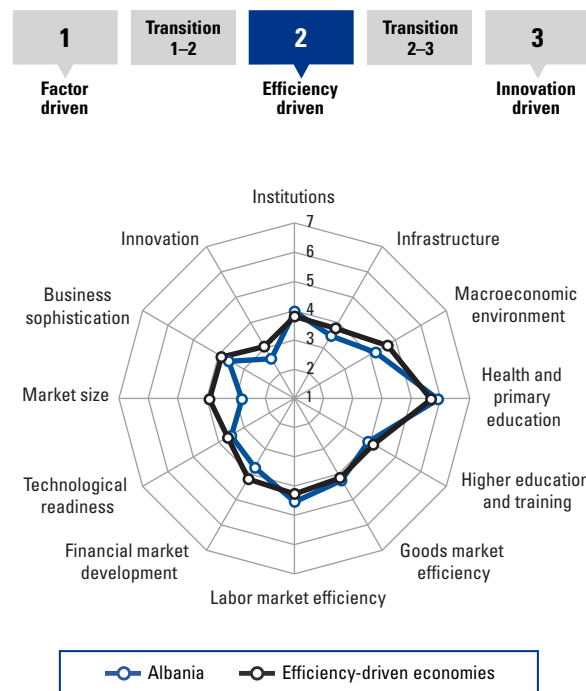 1
Transition
1–2
2
Transition
2–3
3
Factor
driven
Efficiency
driven
Innovation
driven
Institutions
7
6
5
4
3
2
1
Infrastructure
Macroeconomic
environment
Health and
primary
education
Higher education
and training
Goods market
efficiency
Labor market efficiency
Financial market
development
Technological
readiness
Market size
Business
sophistication
Innovation
Albania
Efficiency-driven economies